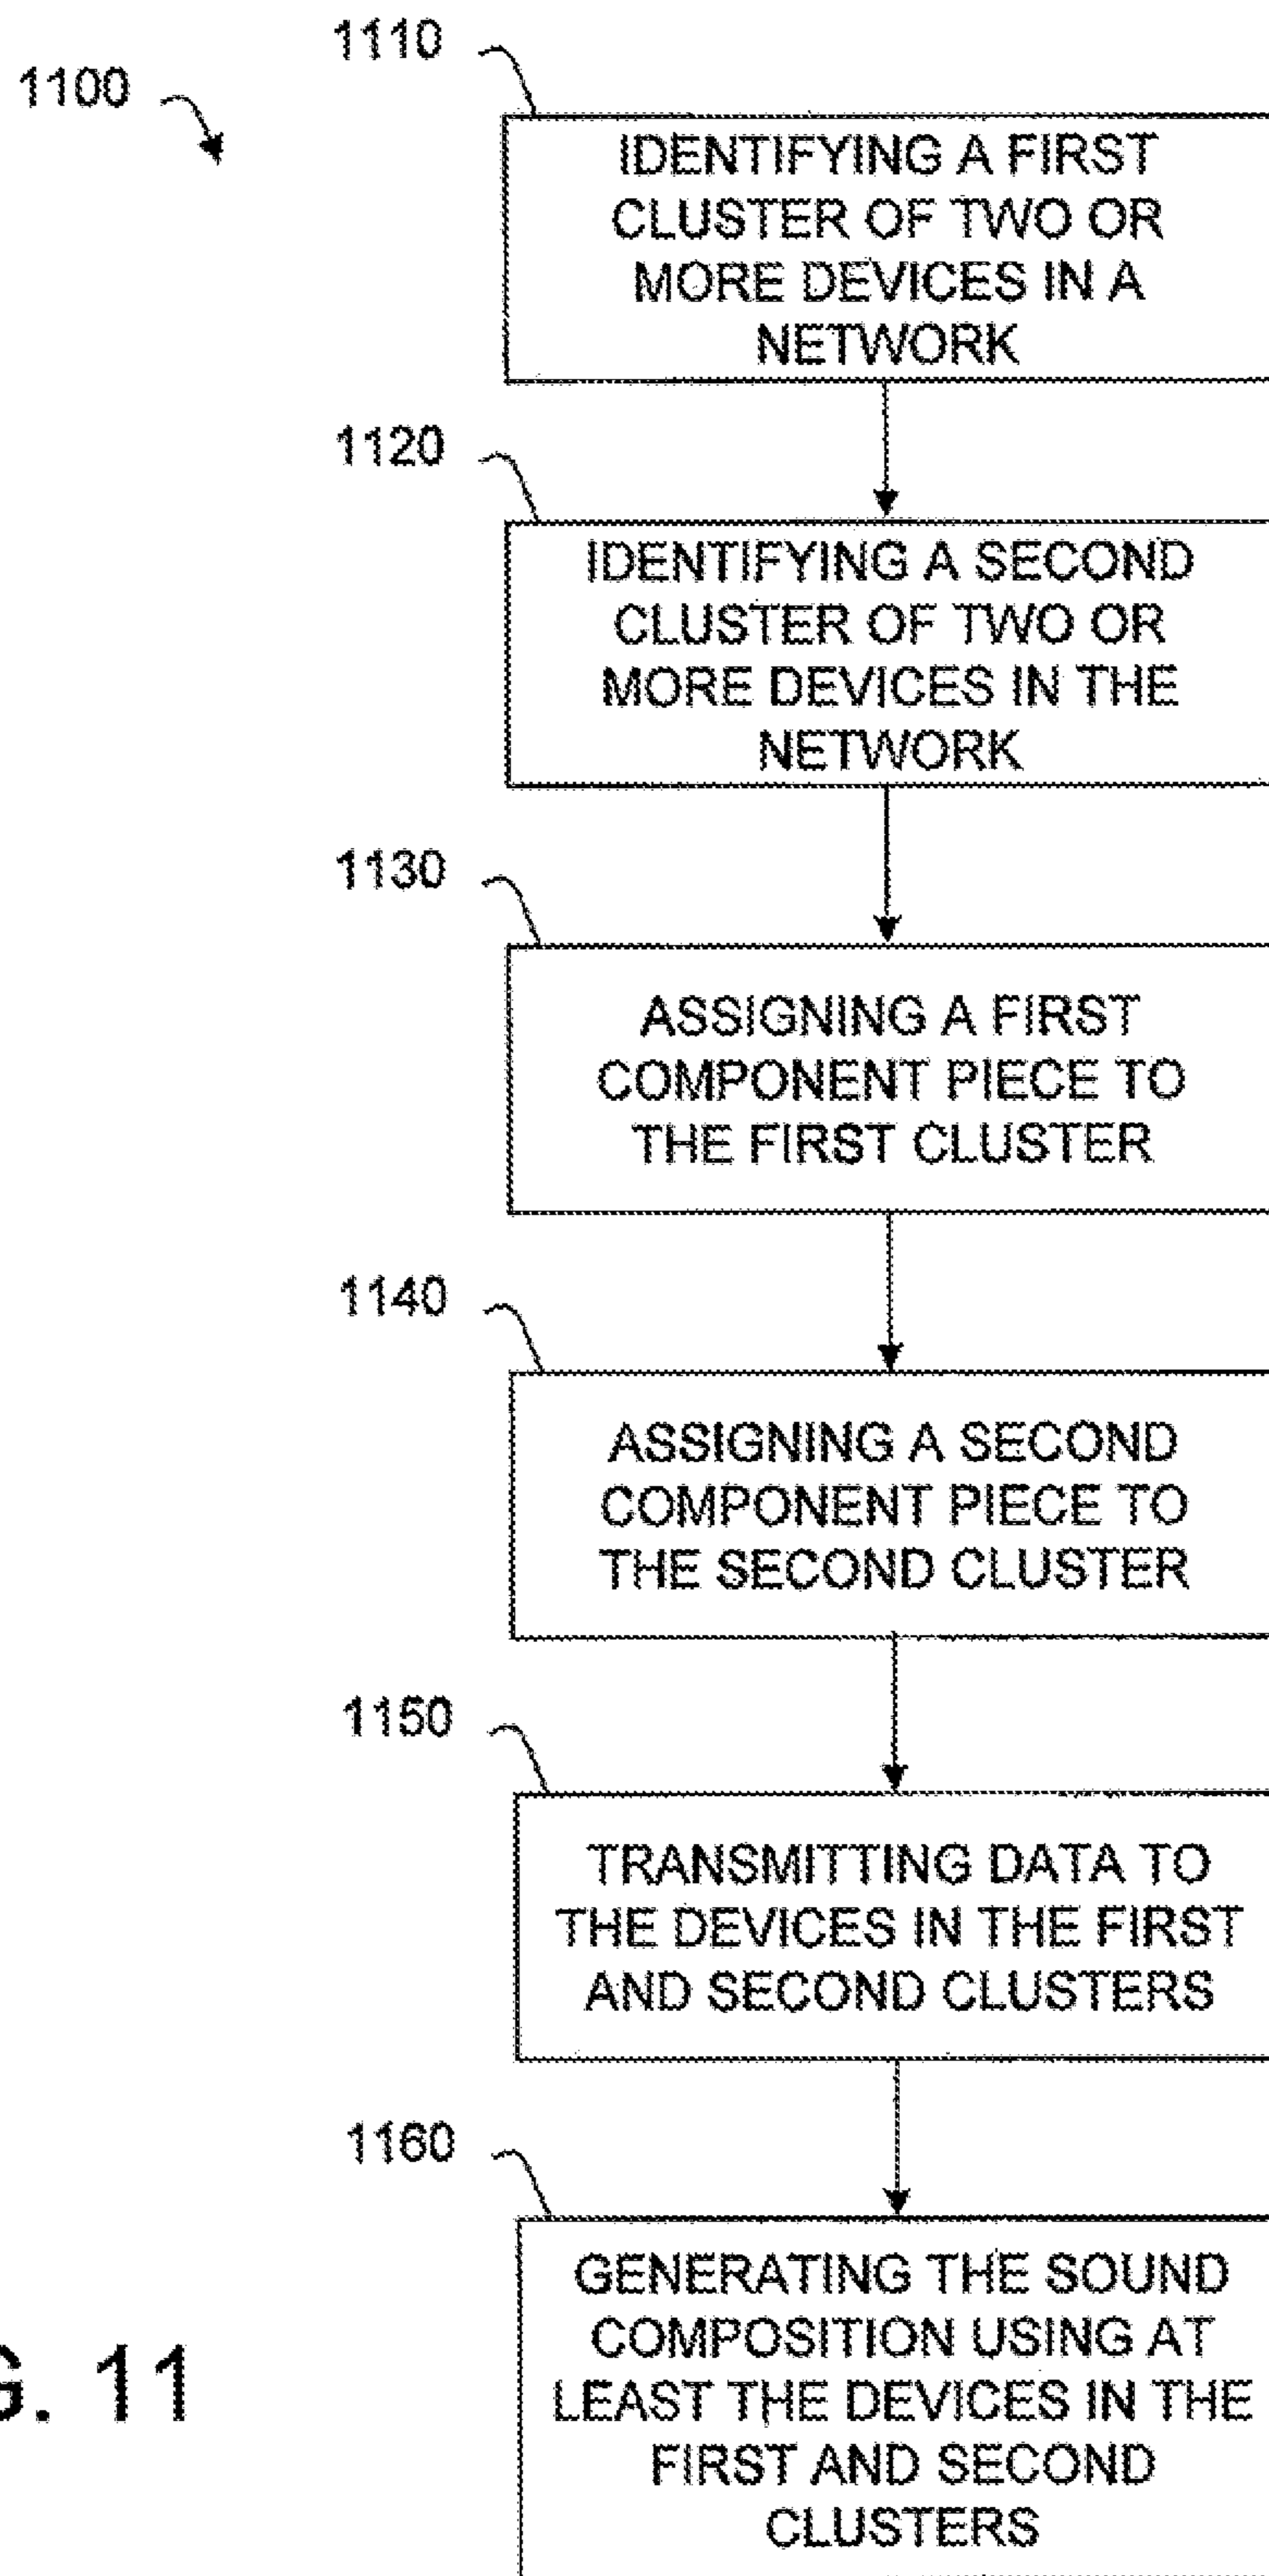 1100
1110
IDENTIFYING A FIRST
CLUSTER OF TWO OR
MORE DEVICES IN A
NETWORK
1120
IDENTIFYING A SECOND
CLUSTER OF TWO OR
MORE DEVICES IN THE
NETWORK
1130
ASSIGNING A FIRST
COMPONENT PIECE TO
THE FIRST CLUSTER
1140
ASSIGNING A SECOND
COMPONENT PIECE TO
THE SECOND CLUSTER
1150
TRANSMITTING DATA TO
THE DEVICES IN THE FIRST
AND SECOND CLUSTERS
1160
GENERATING THE SOUND
COMPOSITION USING AT
LEAST THE DEVICES IN THE
FIRST AND SECOND
CLUSTERS
G. 11